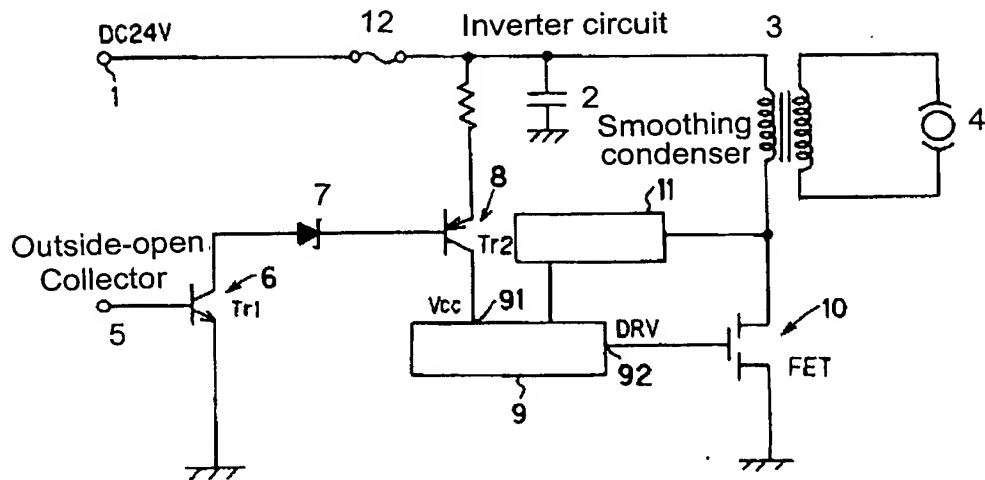 DC24V
12
Inverter circuit
3
1
2
Smoothing
condenser
4
7
8
11
Outside-open
Collector
6
Tr1
Tr2
5
Vcc
91
DRV
92
10
FET
9